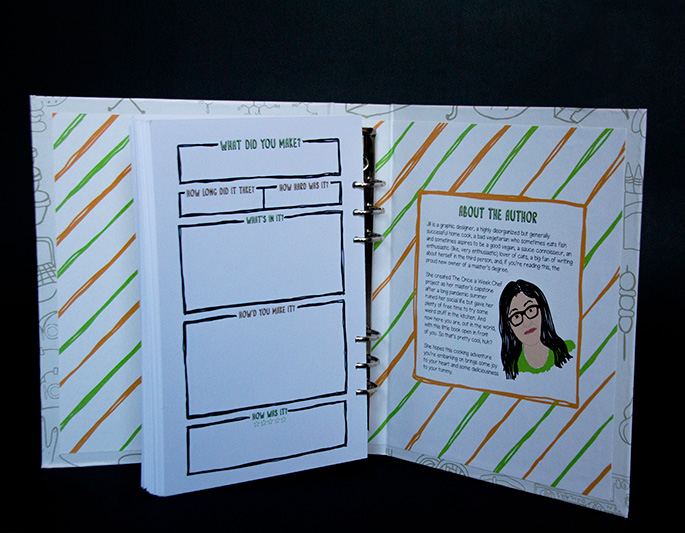 WHAT DID YOU MAKE?
HOW LONG DID IT TAKE? HOW HARD WAS IT?
WHAT'S IN IT?
HOW'D YOU MAKE IT?
HOW WAS IT?
ABOUT THE AUTHOR
Jill is a graphic designer, a highly disorganized but generally
successful home cook, a bad vegetarian who sometimes eats fish
and sometimes aspires to be a good vegan, a sauce connoisseur, an
enthusiastic (like, very enthusiastic) lover of cats, a big fan of writing
about herself in the third person, and, if you're reading this, the
proud new owner of a master's degree.
She created The Once a Week Chef
project as her master's capstone
after a long pandemic summer
ruined her social life but gave her
plenty of free time to try some
weird stuff in the kitchen. And
now here you are, out in the world,
with this little book open in front
of you. So that's pretty cool, huh?
She hopes this cooking adventure
you're embarking on brings some joy
to your heart and some deliciousness
to your tummy.